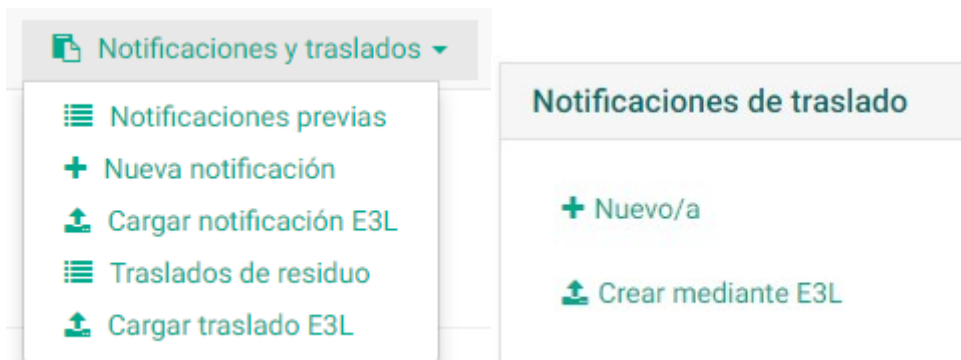 Notificaciones y traslados
Notificaciones previas
Nueva notificación
Cargar notificación E3L
Traslados de residuo
Cargar traslado E3L
Notificaciones de traslado
Nuevo/a
Crear mediante E3L